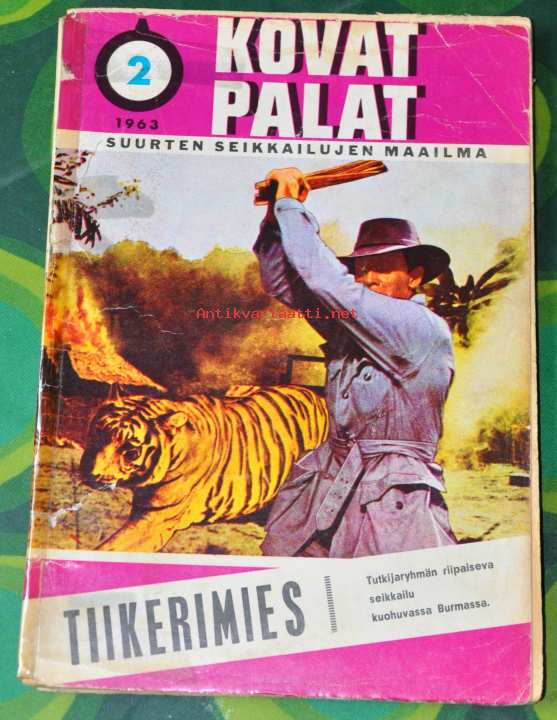 2
1963
KOVAT
PALAT
SUURTEN SEIKKAILUJEN MAAILMA
Antikvariaatti.net
TIIKERIMIES
Tutkijaryhmän riipaiseva
seikkailu
kuohuvassa Burmassa.